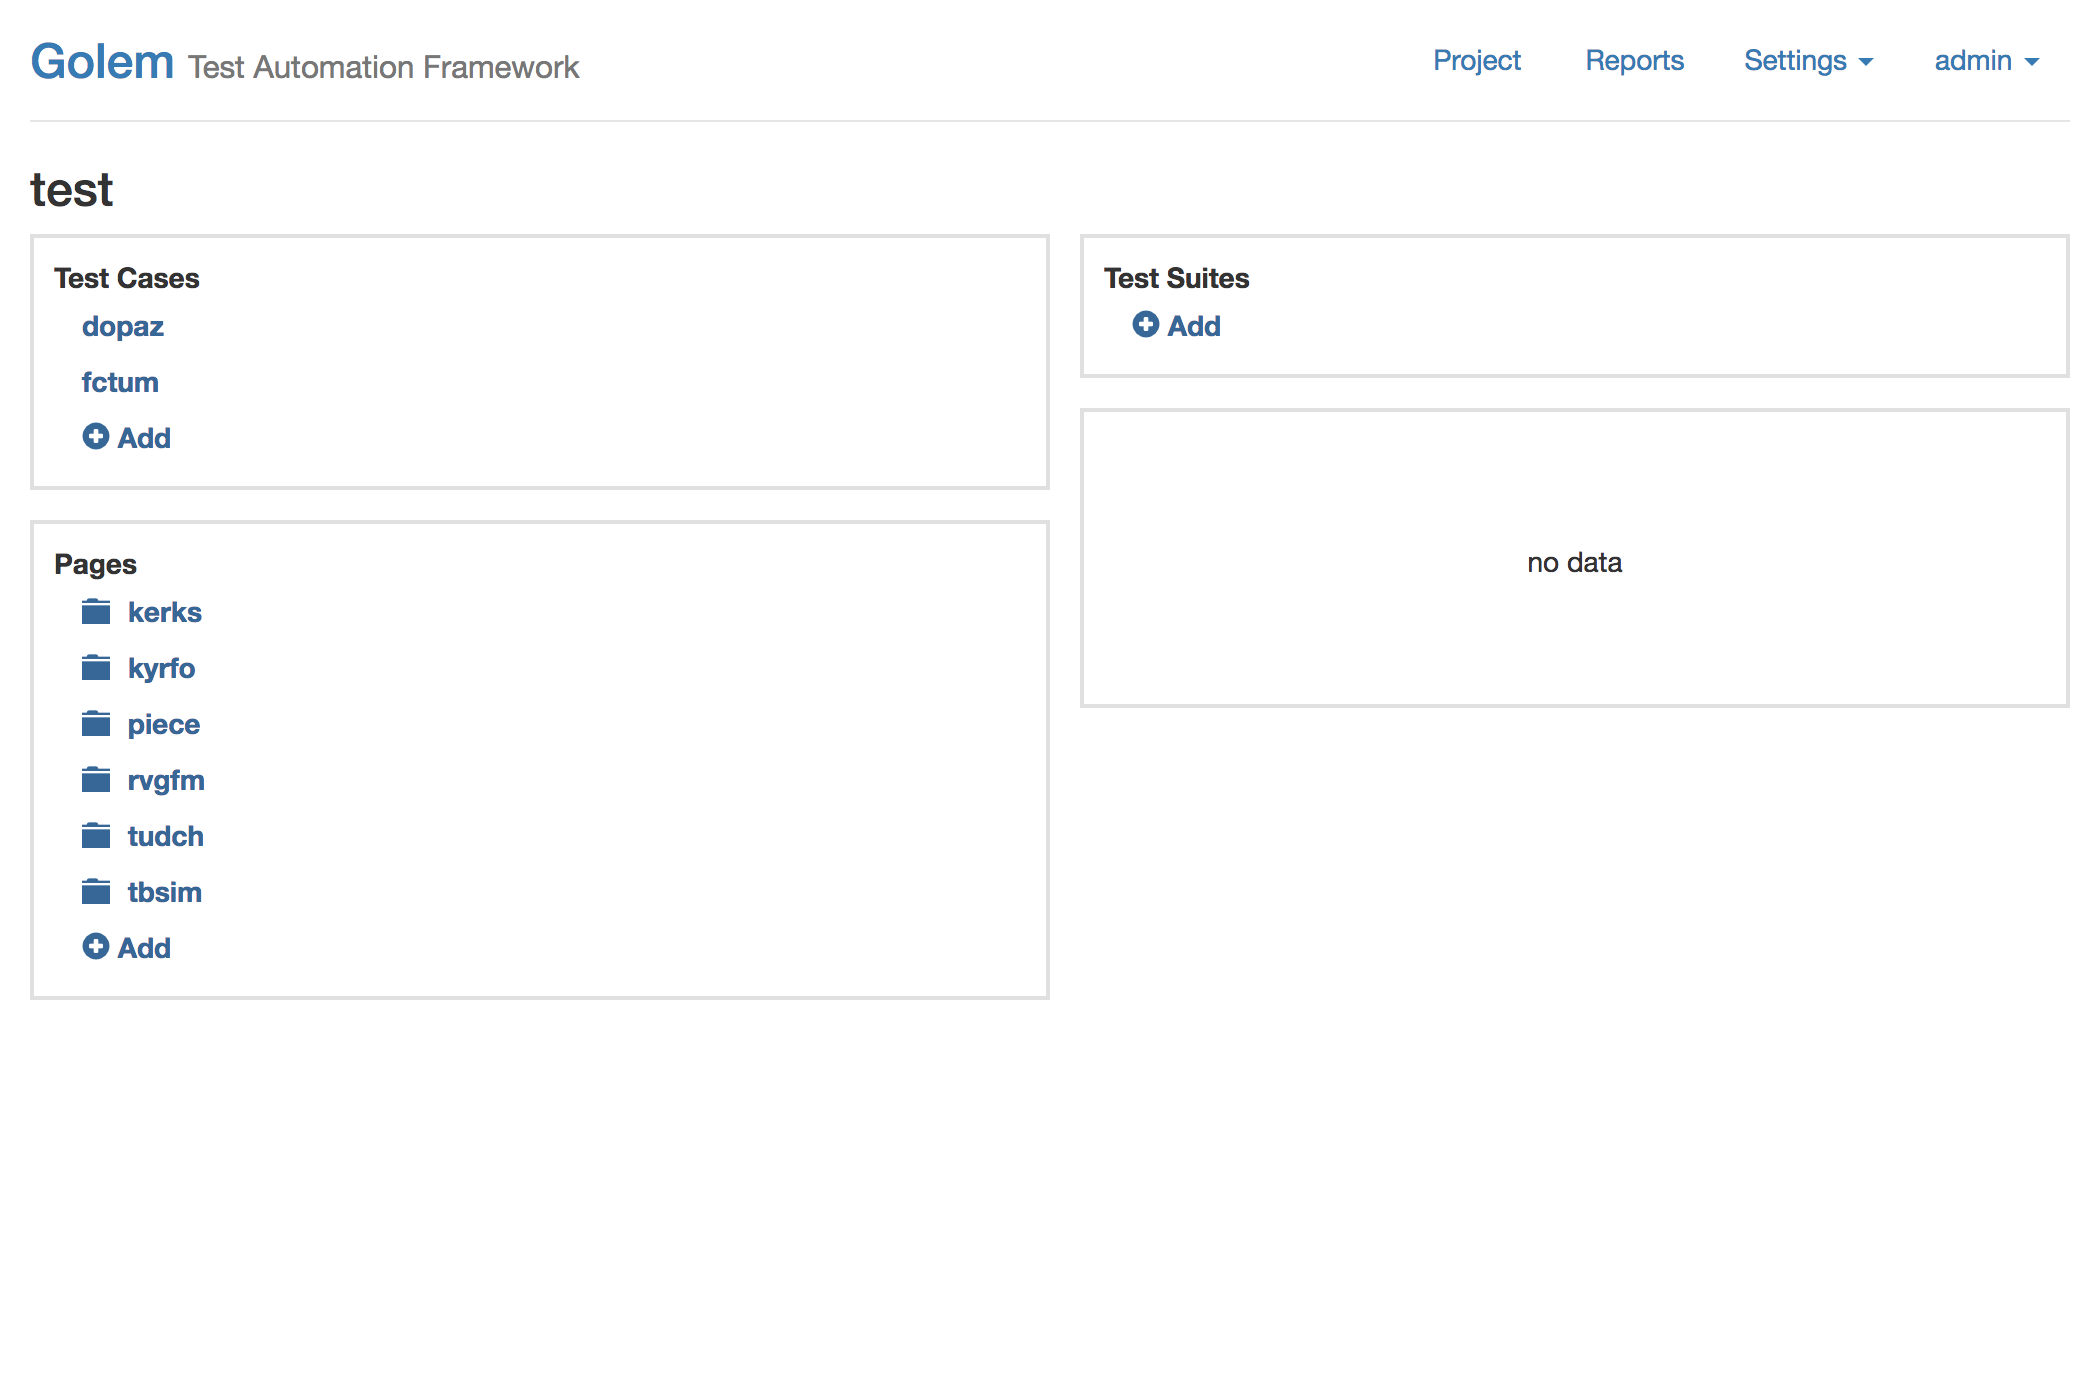 Golem Test Automation Framework
Project Reports Settings admin
test
Test Cases
dopaz
fctum
Add
Pages
kerks
kyrfo
piece
rvgfm
tudch
tbsim
Add
Test Suites
Add
no data